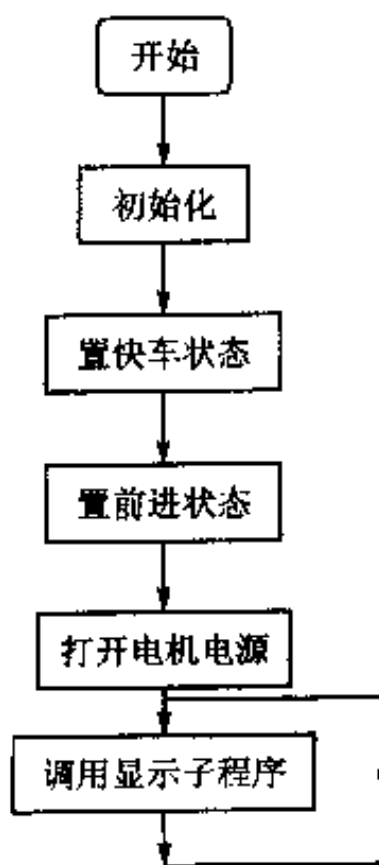 开始
初始化
置快车状态
置前进状态
打开电机电源
调用显示子程序